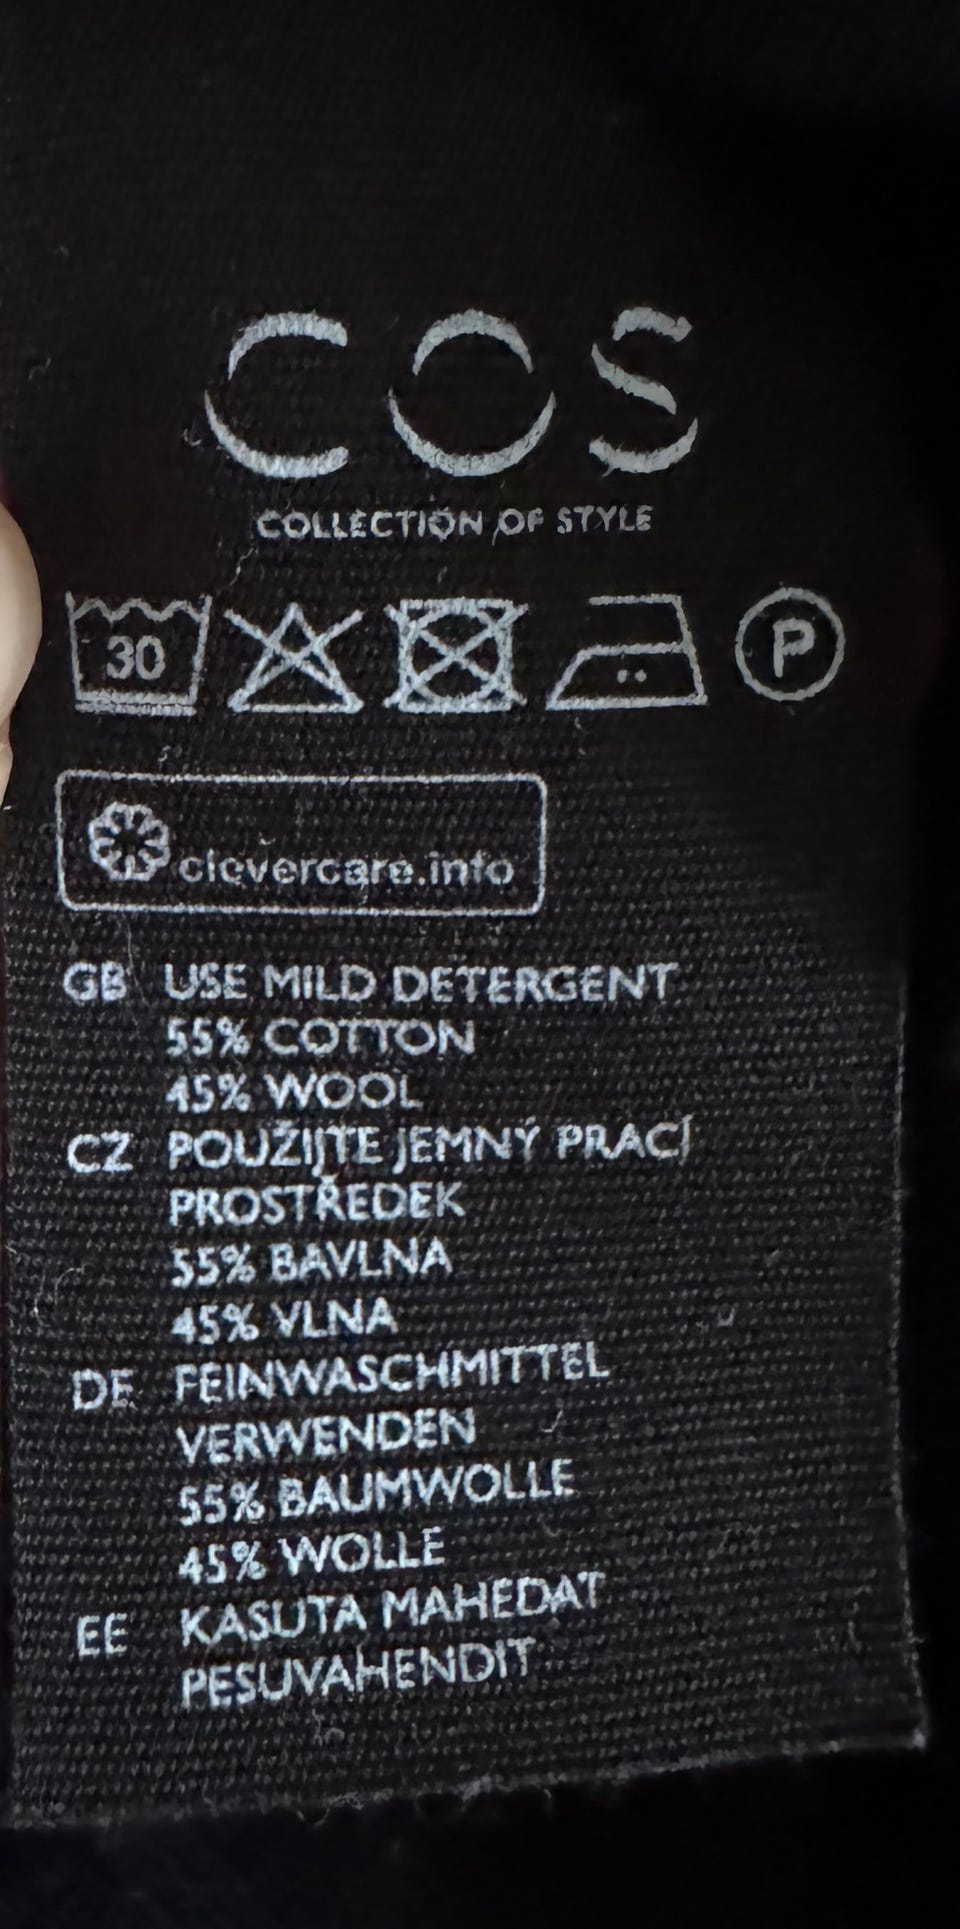 COS
COLLECTION OF STYLE
30 P
clevercare.info
GB USE MILD DETERGENT
55% COTTON
45% WOOL
CZ POUŽIJTE JEMNÝ PRACÍ
PROSTŘEDEK
55% BAVLNA
45% VLNA
DE FEINWASCHMITTEL
VERWENDEN
55% BAUMWOLLE
45% WOLLE
EE KASUTA MAHEDAT
PESUVAHENDIT